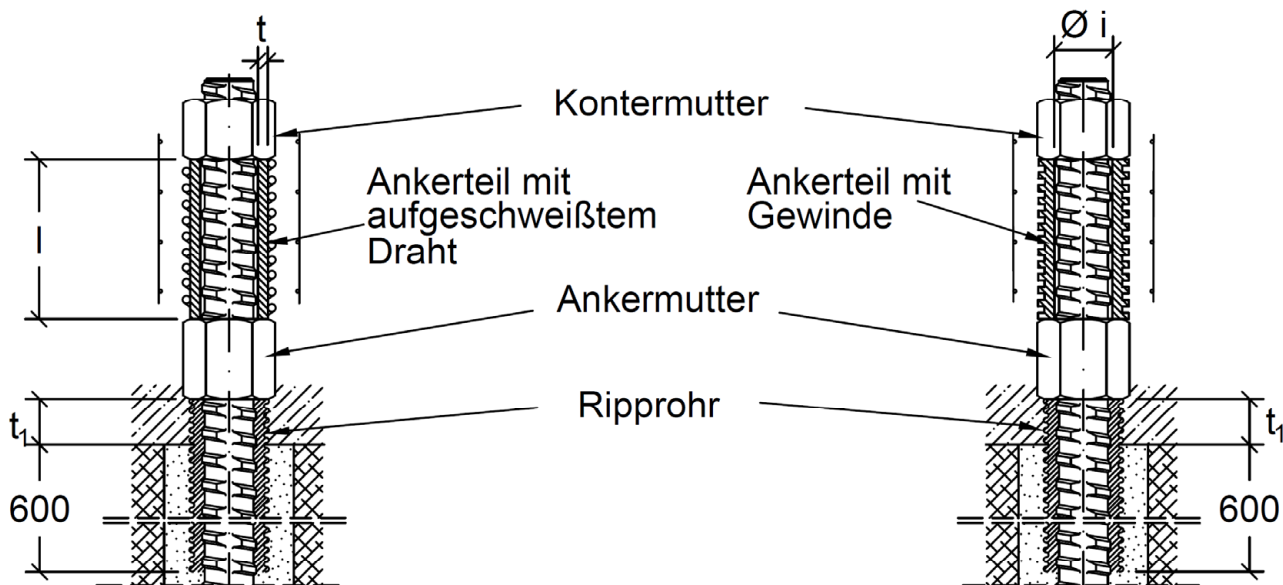 t
Ø i
Kontermutter
Ankerteil mit
aufgeschweißtem
Draht
Ankerteil mit
Gewinde
l
Ankermutter
Ripprohr
t₁
t₁
600
600